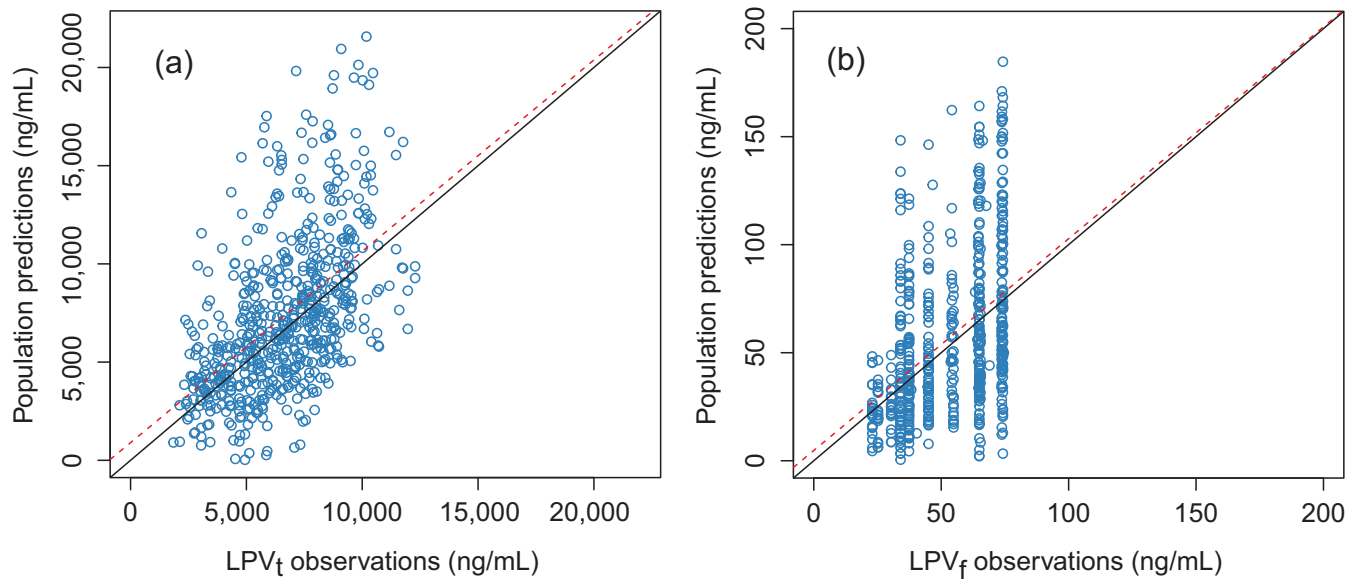 (a)
Population predictions (ng/mL)
20,000
15,000
10,000
5,000
0
0 5,000 10,000 15,000 20,000
LPVt observations (ng/mL)
(b)
Population predictions (ng/mL)
200
150
100
50
0
0 50 100 150 200
LPVf observations (ng/mL)